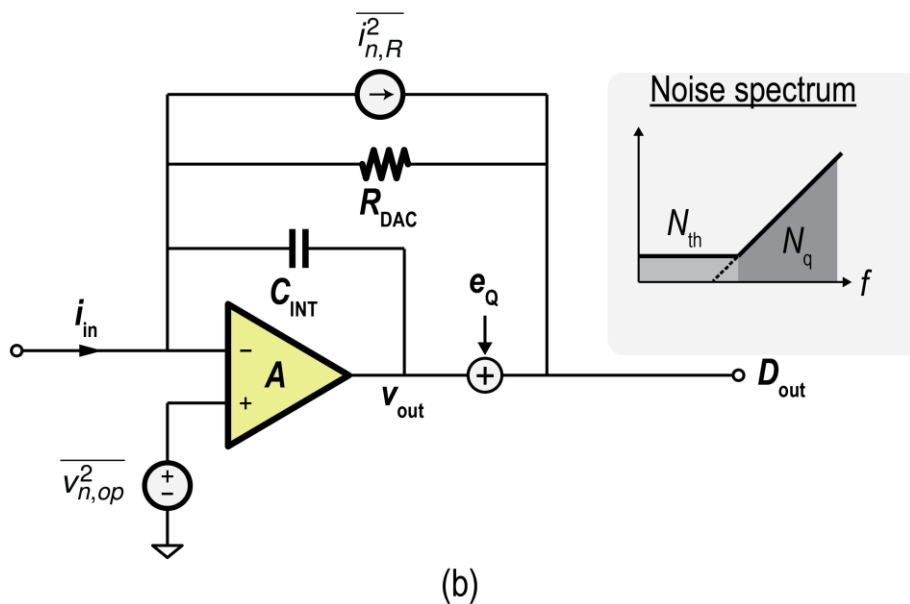 i²n,R
Noise spectrum
RDAC
Nth
Nq
f
CINT
eQ
iin
−
A
+
vout
+
Dout
v²n,op
+
−
(b)